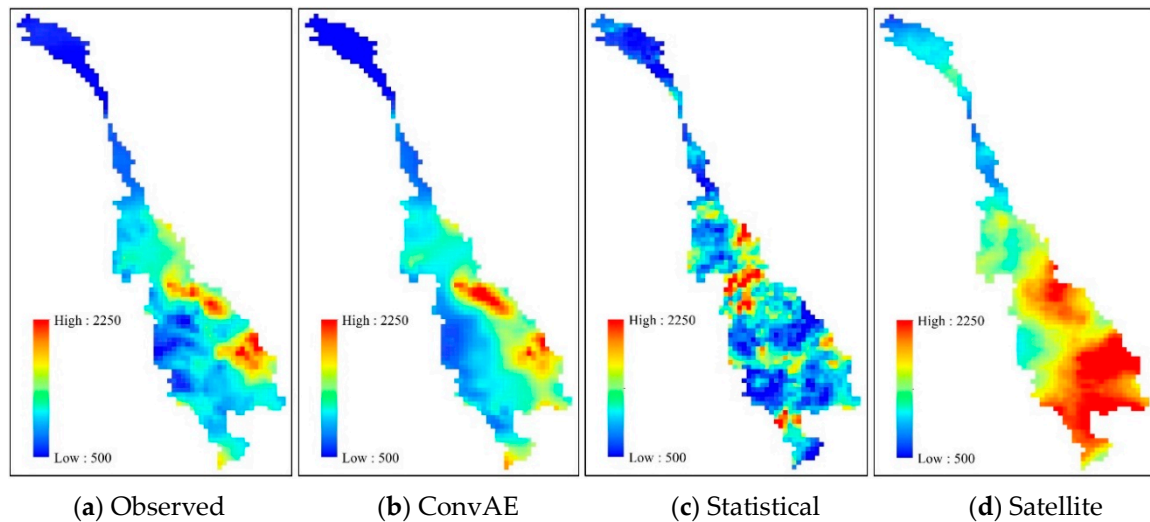 High : 2250
Low : 500
High : 2250
Low : 500
High : 2250
Low : 500
High : 2250
Low : 500
(a) Observed
(b) ConvAE
(c) Statistical
(d) Satellite